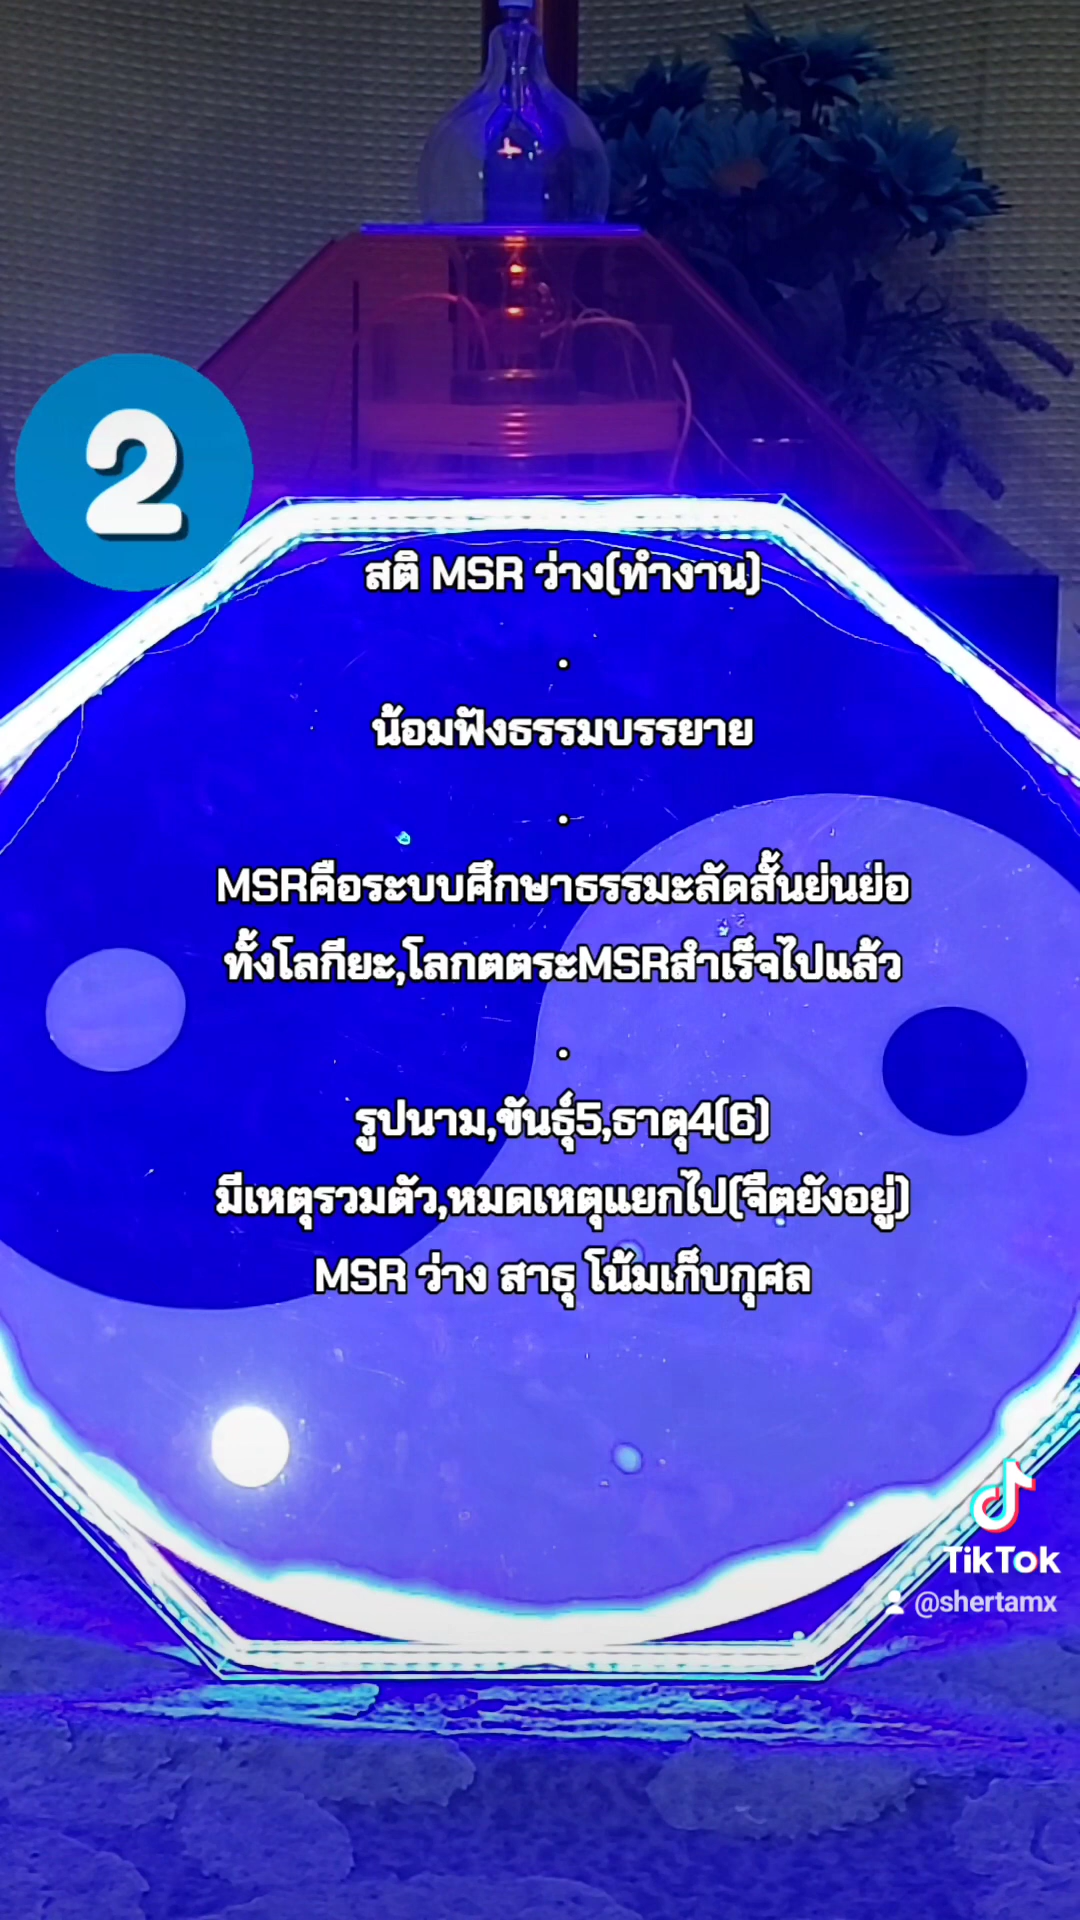 2
สติ MSR ว่าง(ทำงาน)
.
น้อมฟังธรรมบรรยาย
.
MSRคือระบบศึกษาธรรมะลัดสั้นย่นย่อ
ทั้งโลกียะ,โลกตตระMSRสำเร็จไปแล้ว
.
รูปนาม,ขันธุ์5,ธาตุ4(6)
มีเหตุรวมตัว,หมดเหตุแยกไป(จืตยังอยู่)
MSR ว่าง สาธุ โน้มเก็บกุศล
TikTok
@shertamx